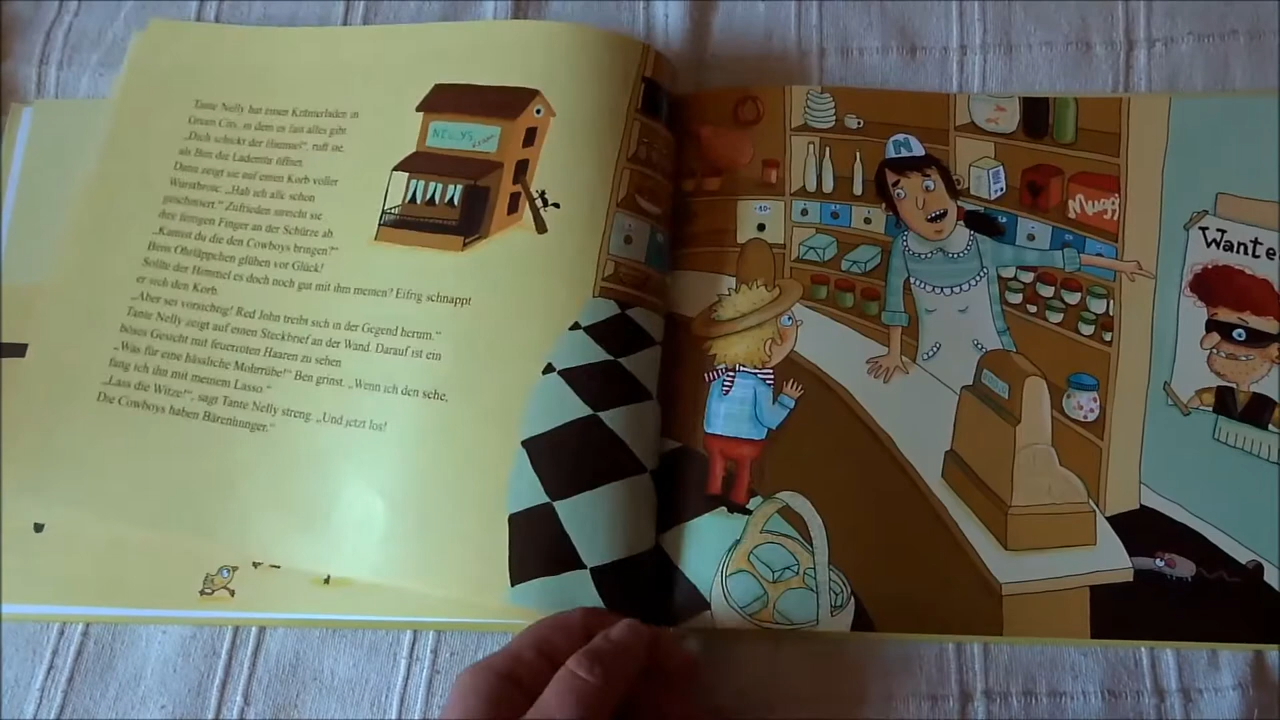 Tante Nelly hat einen Krämerladen in
Cream City, in dem es fast alles gibt.
„Dich schickt der Himmel“, ruft sie,
als Ben die Ladentür öffnet.
Dann zeigt sie auf einen Korb voller
Wurstbrote. „Hab ich alle schon
geschmiert.“ Zufrieden streicht sie
ihre fettigen Finger an der Schürze ab.
„Kannst du die den Cowboys bringen?“
Bens Ohrläppchen glühen vor Glück!
Sollte der Himmel es doch noch gut mit ihm meinen? Eifrig schnappt
er sich den Korb.
„Aber sei vorsichtig! Red John treibt sich in der Gegend herum.“
Tante Nelly zeigt auf einen Steckbrief an der Wand. Darauf ist ein
böses Gesicht mit feuerroten Haaren zu sehen
„Was für eine hässliche Mohrrübe!“ Ben grinst. „Wenn ich den sehe,
fang ich ihn mit meinem Lasso.“
„Lass die Witze!“, sagt Tante Nelly streng. „Und jetzt los!
Die Cowboys haben Bärenhunger.“
NELLYS
N
Muggi
Wante